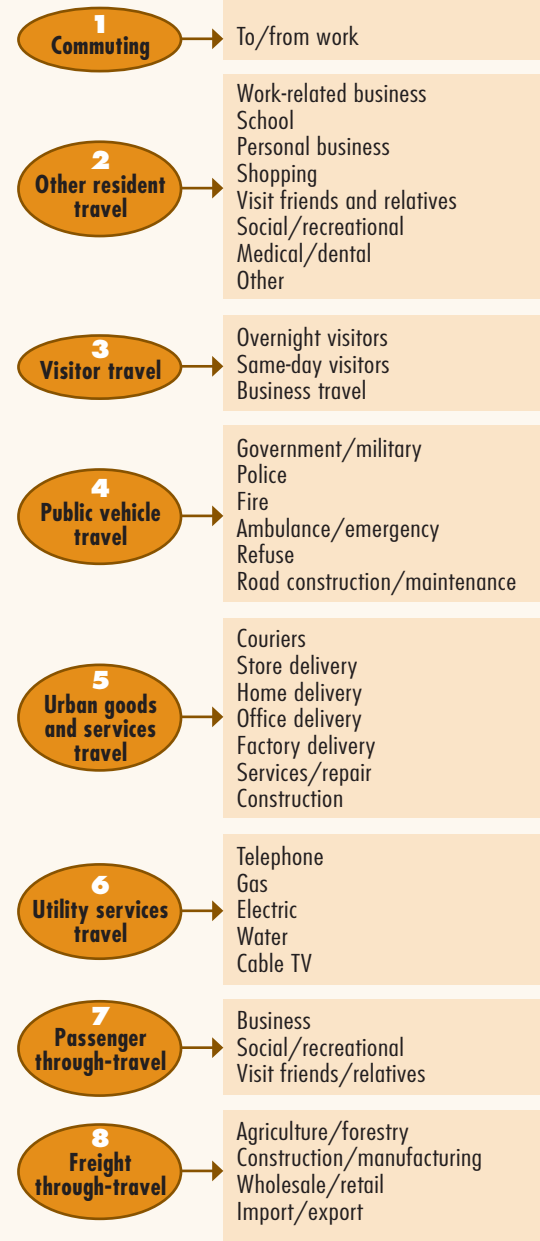 1
Commuting
To/from work
2
Other resident
travel
Work-related business
School
Personal business
Shopping
Visit friends and relatives
Social/recreational
Medical/dental
Other
3
Visitor travel
Overnight visitors
Same-day visitors
Business travel
4
Public vehicle
travel
Government/military
Police
Fire
Ambulance/emergency
Refuse
Road construction/maintenance
5
Urban goods
and services
travel
Couriers
Store delivery
Home delivery
Office delivery
Factory delivery
Services/repair
Construction
6
Utility services
travel
Telephone
Gas
Electric
Water
Cable TV
7
Passenger
through-travel
Business
Social/recreational
Visit friends/relatives
8
Freight
through-travel
Agriculture/forestry
Construction/manufacturing
Wholesale/retail
Import/export